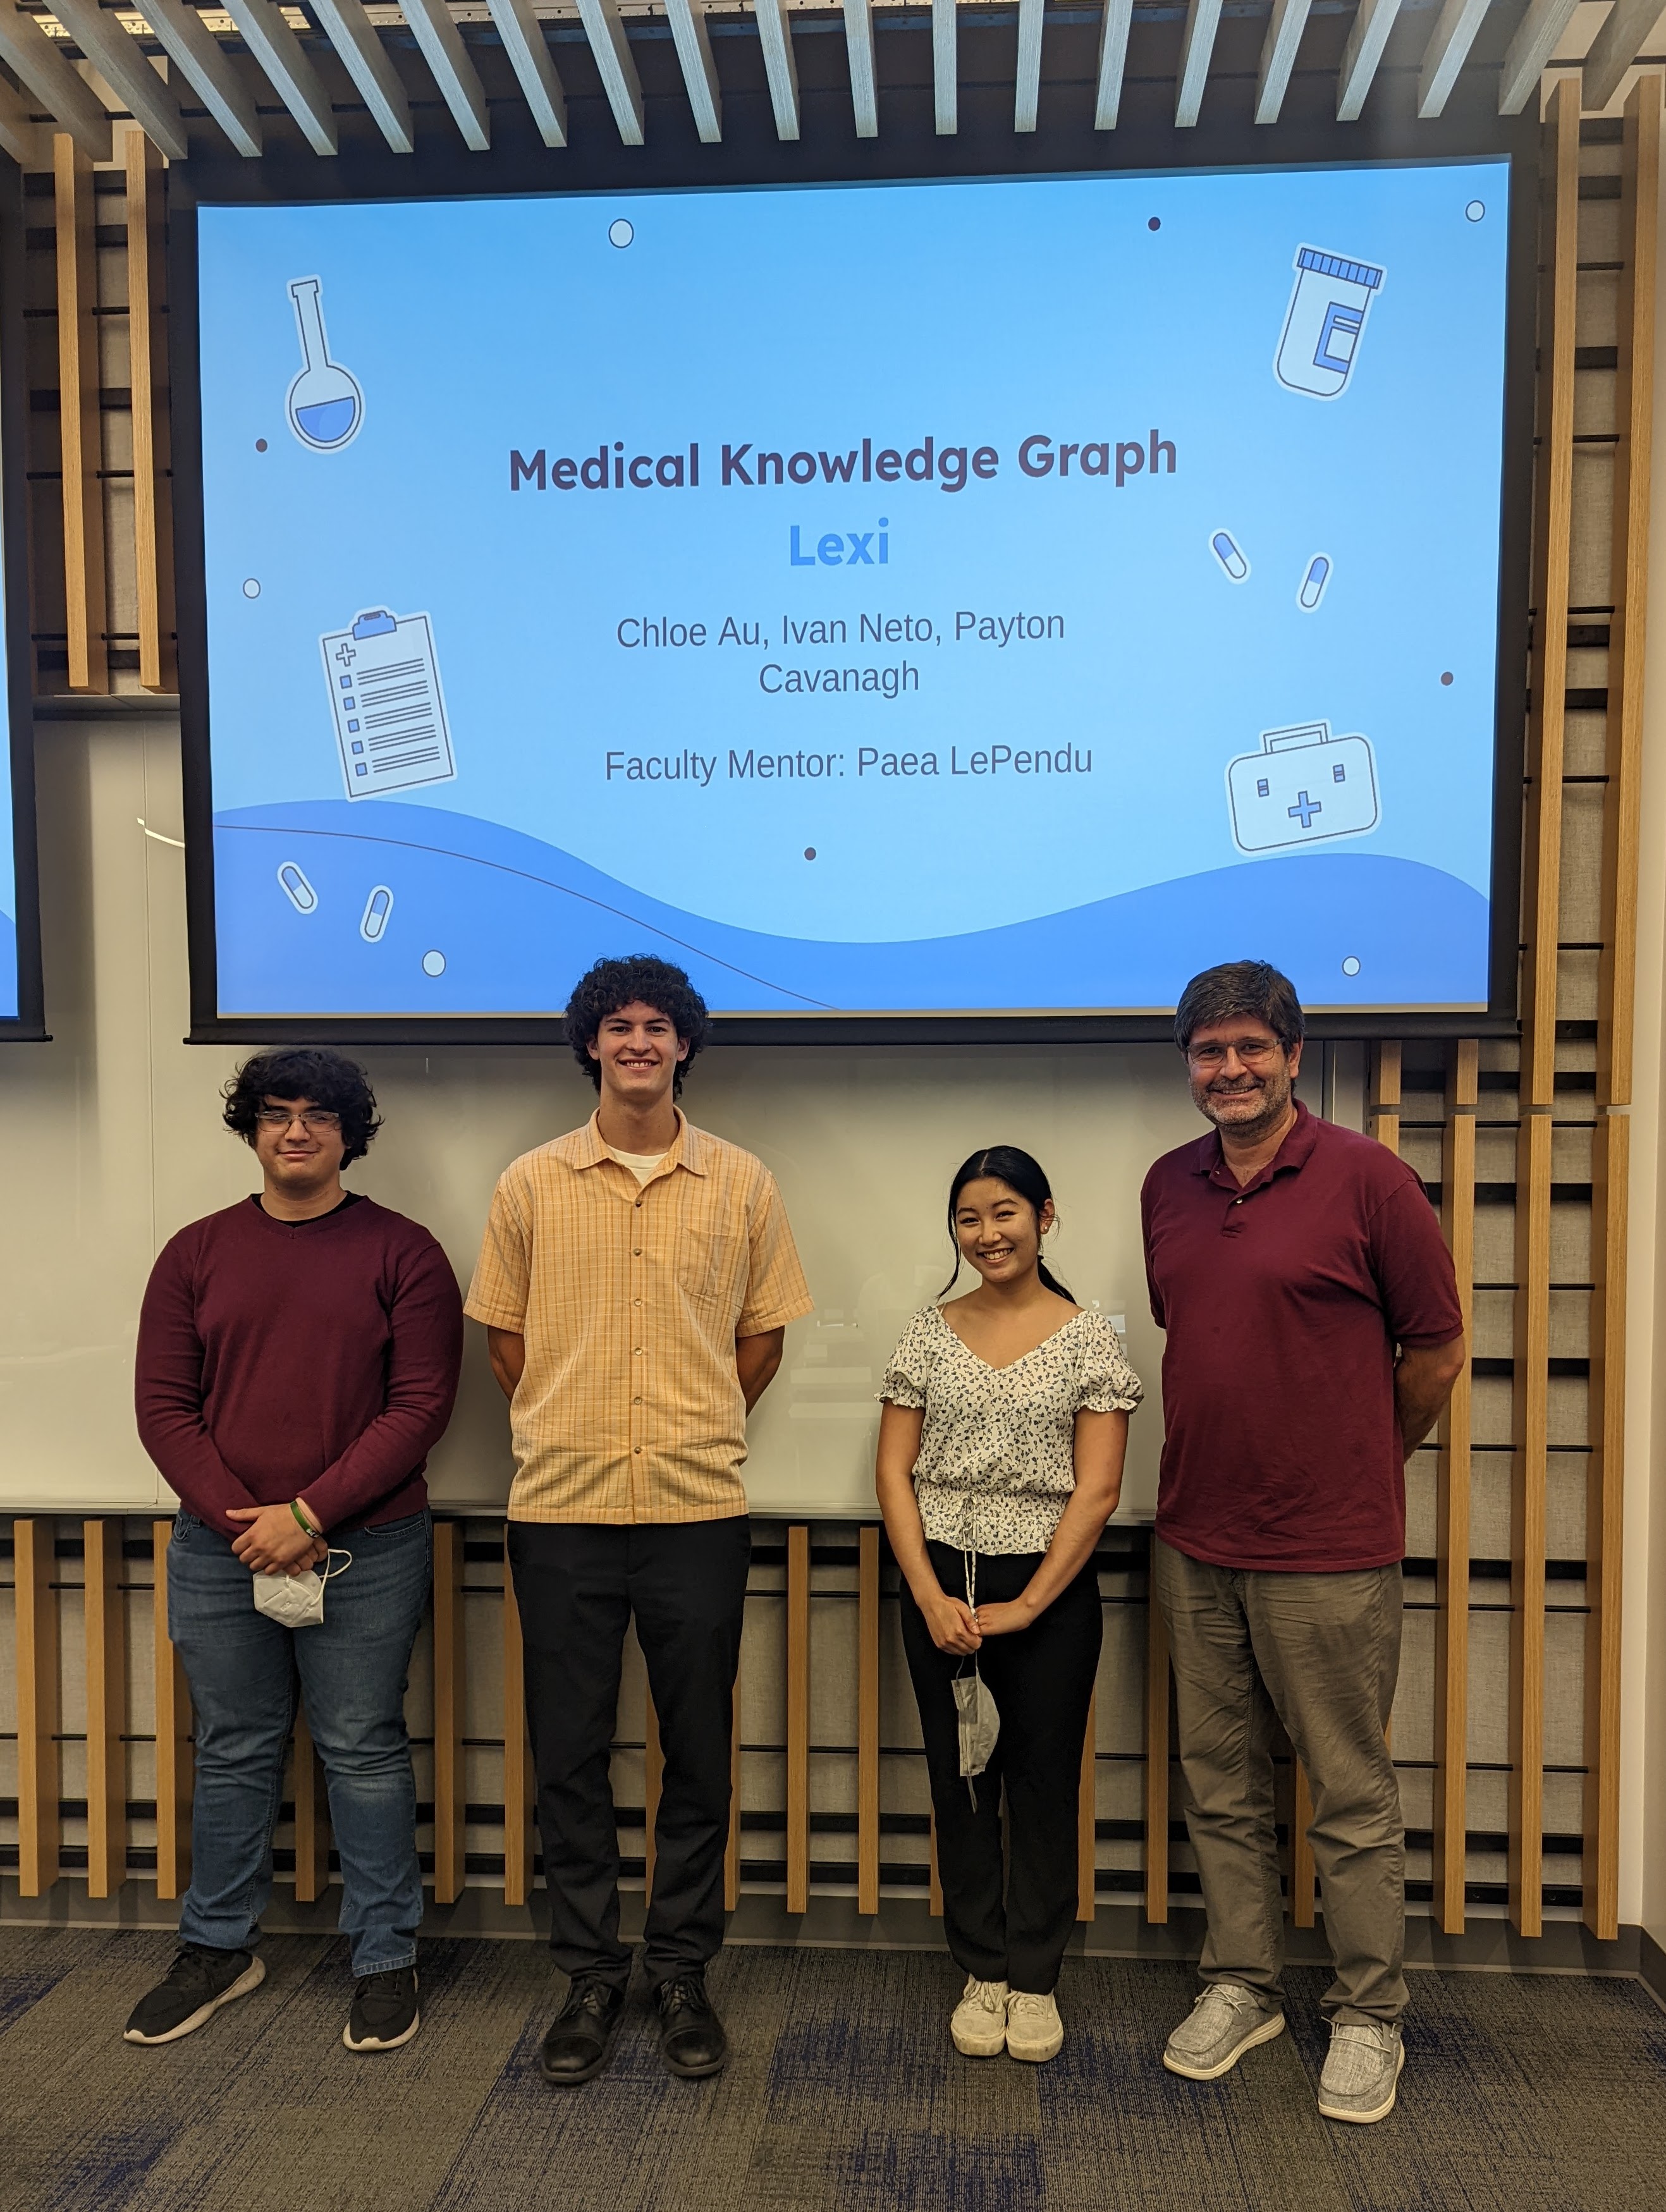 Medical Knowledge Graph
Lexi
Chloe Au, Ivan Neto, Payton
Cavanagh
Faculty Mentor: Paea LePendu